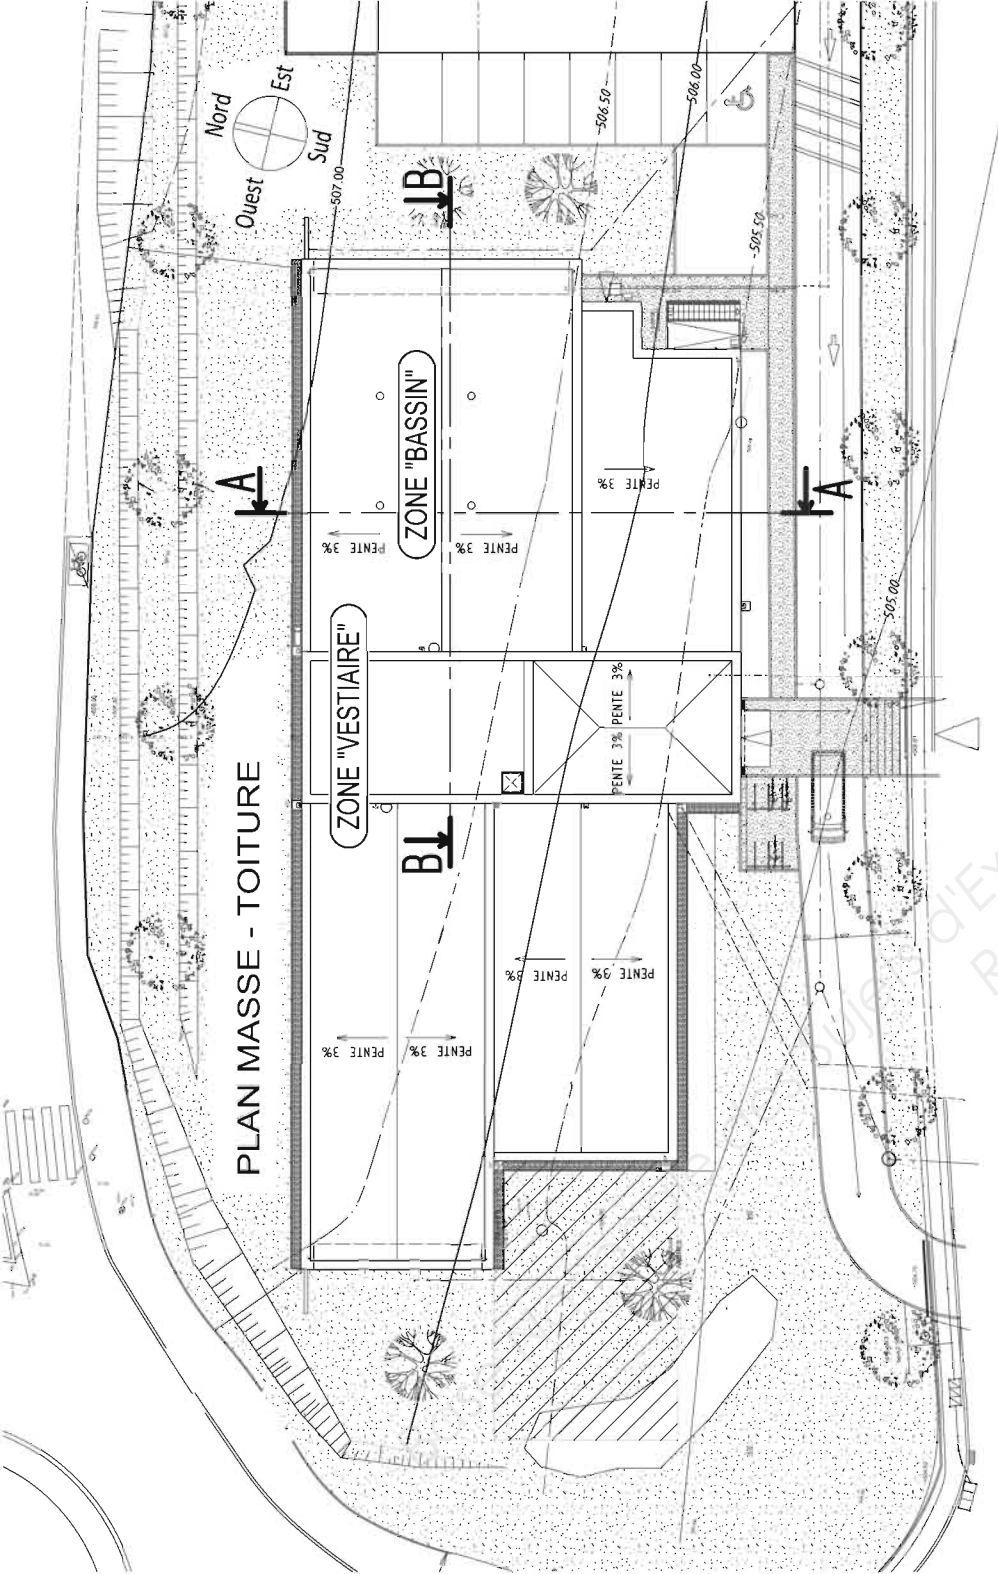 Nord
Est
Sud
Ouest
507.00
506.50
506.00
505.50
B
A
ZONE "BASSIN"
PENTE 3%
PENTE 3%
PENTE 3%
A
505.00
ZONE "VESTIAIRE"
PENTE 3%
PENTE 3%
PLAN MASSE - TOITURE
B
PENTE 3%
PENTE 3%
PENTE 3%
PENTE 3%